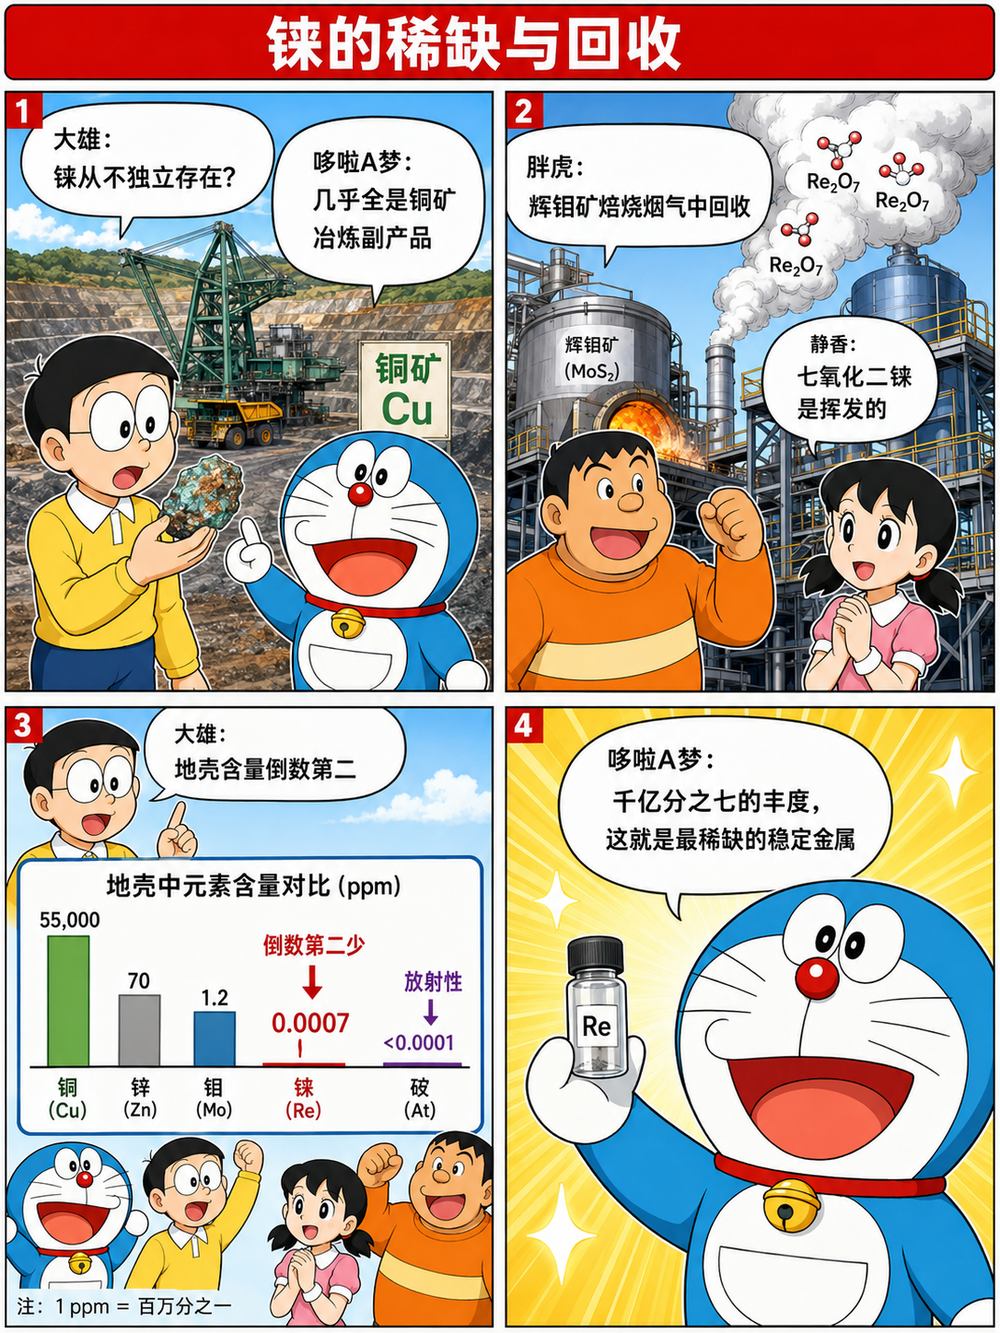 铼的稀缺与回收
1
大雄：
铼从不独立存在？
哆啦A梦：
几乎全是铜矿
冶炼副产品
铜矿
Cu
2
胖虎：
辉钼矿焙烧烟气中回收
Re₂O₇
Re₂O₇
Re₂O₇
辉钼矿
(MoS₂)
静香：
七氧化二铼
是挥发的
3
大雄：
地壳含量倒数第二
地壳中元素含量对比 (ppm)
55,000
70
1.2
倒数第二少
0.0007
放射性
<0.0001
铜
(Cu)
锌
(Zn)
钼
(Mo)
铼
(Re)
破
(At)
注：1 ppm = 百万分之一
4
哆啦A梦：
千亿分之七的丰度，
这就是最稀缺的稳定金属
Re